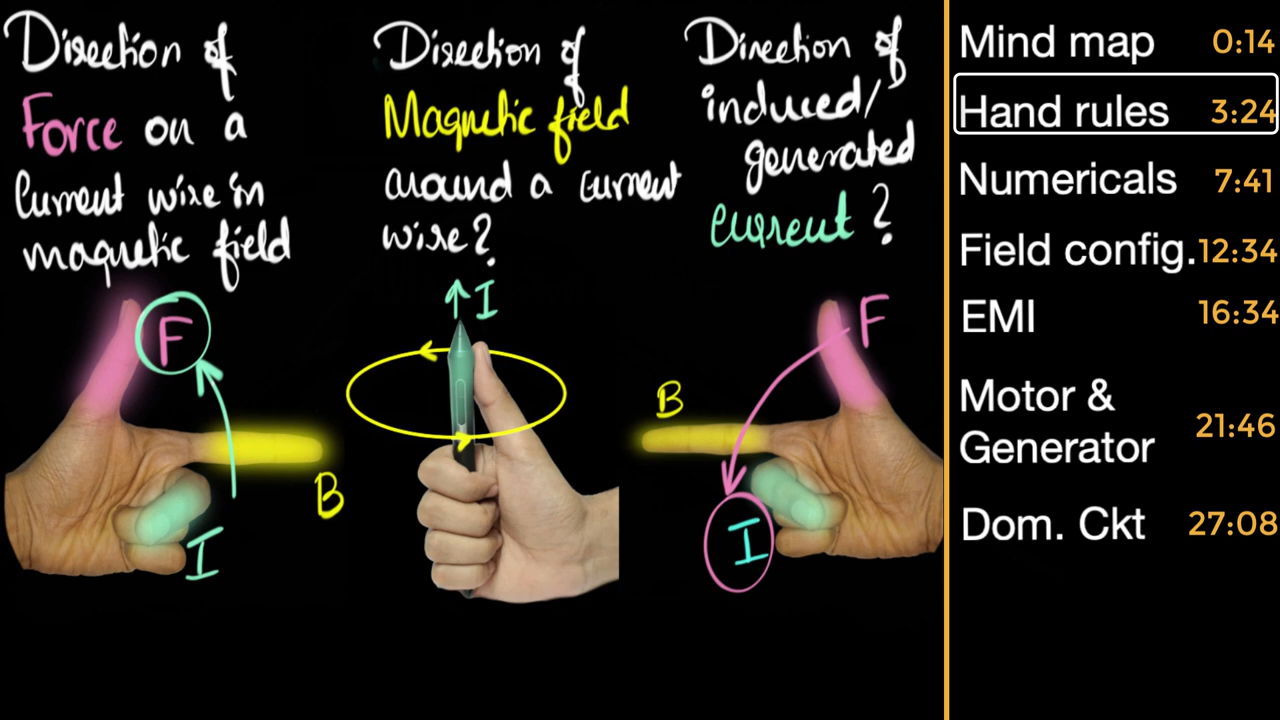 Direction of
Force on a
current wire in
magnetic field
F
B
I
Direction of
Magnetic field
around a current
wire?
↑ I
Direction of
induced/
generated
current?
F
B
I
Mind map 0:14
Hand rules 3:24
Numericals 7:41
Field config. 12:34
EMI 16:34
Motor &
Generator 21:46
Dom. Ckt 27:08